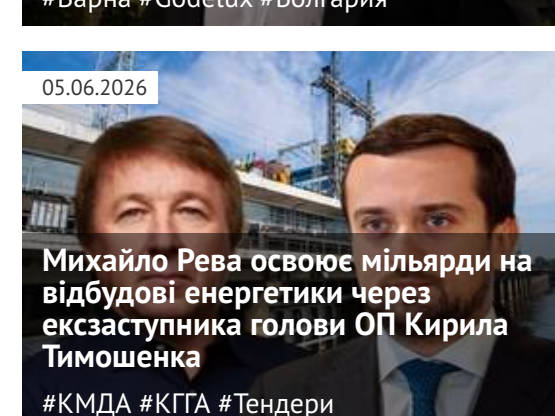 #Варна #Godelux #Болгария
05.06.2026
Михайло Рева освоює мільярди на
відбудові енергетики через
ексзаступника голови ОП Кирила
Тимошенка
#КМДА #КГГА #Тендери